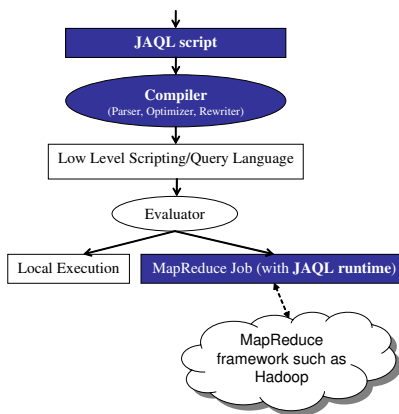 JAQL script
Compiler
(Parser, Optimizer, Rewriter)
Low Level Scripting/Query Language
Evaluator
Local Execution
MapReduce Job (with JAQL runtime)
MapReduce
framework such as
Hadoop